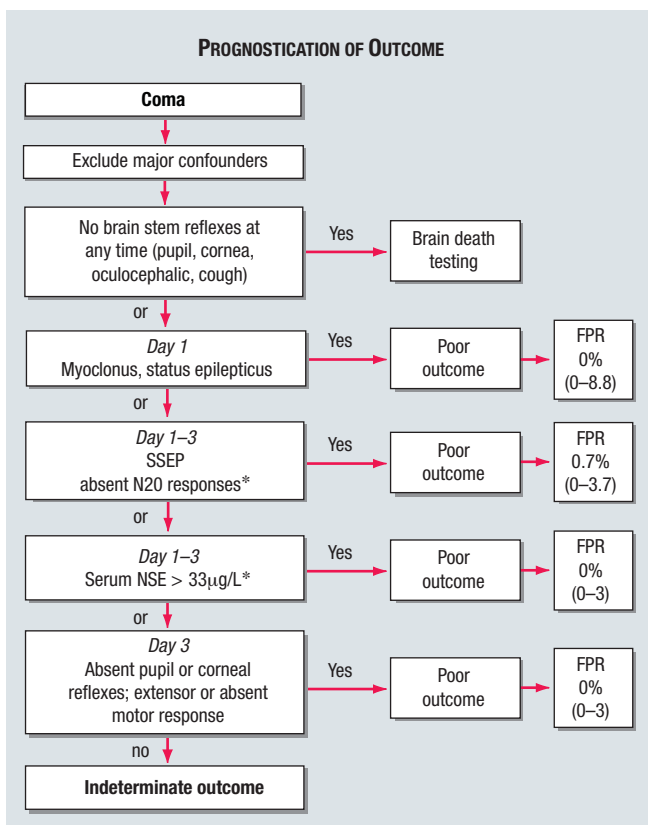 PROGNOSTICATION OF OUTCOME
Coma
Exclude major confounders
No brain stem reflexes at
any time (pupil, cornea,
oculocephalic, cough)
Yes
Brain death
testing
or
Day 1
Myoclonus, status epilepticus
Yes
Poor
outcome
FPR
0%
(0–8.8)
or
Day 1–3
SSEP
absent N20 responses*
Yes
Poor
outcome
FPR
0.7%
(0–3.7)
or
Day 1–3
Serum NSE > 33µg/L*
Yes
Poor
outcome
FPR
0%
(0–3)
or
Day 3
Absent pupil or corneal
reflexes; extensor or absent
motor response
Yes
Poor
outcome
FPR
0%
(0–3)
no
Indeterminate outcome